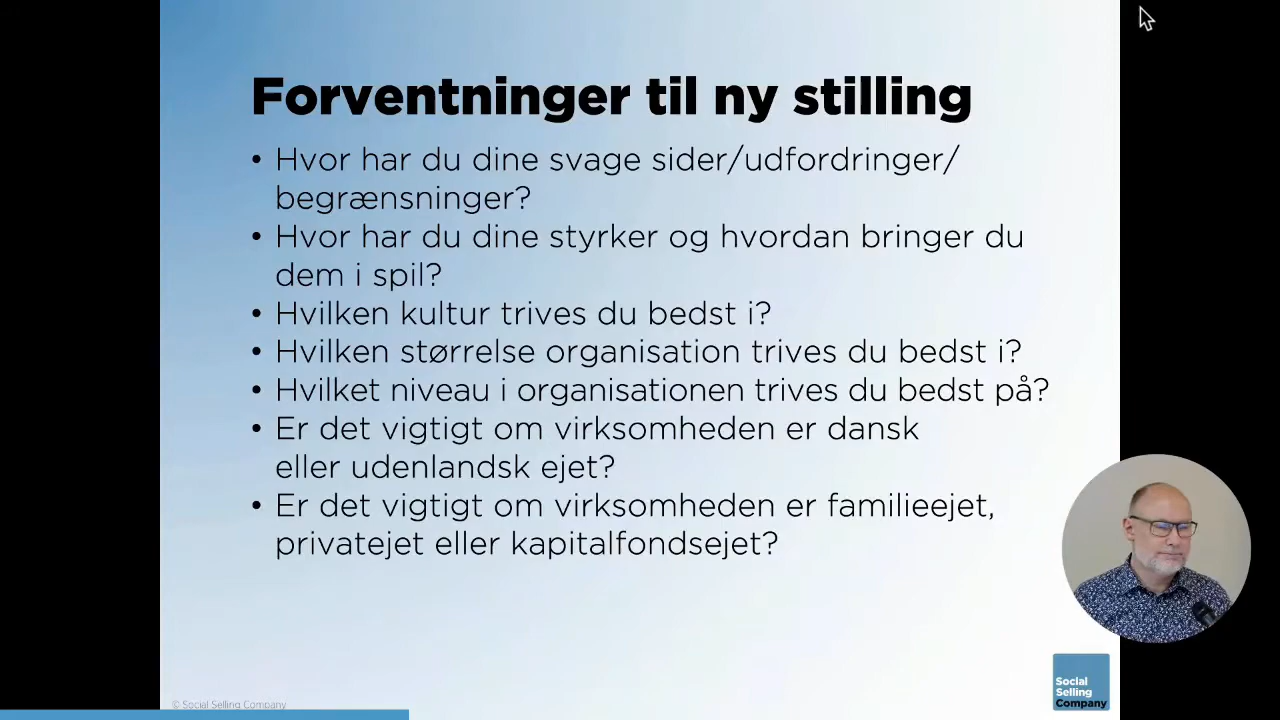 Forventninger til ny stilling
• Hvor har du dine svage sider/udfordringer/
begrænsninger?
• Hvor har du dine styrker og hvordan bringer du
dem i spil?
• Hvilken kultur trives du bedst i?
• Hvilken størrelse organisation trives du bedst i?
• Hvilket niveau i organisationen trives du bedst på?
• Er det vigtigt om virksomheden er dansk
eller udenlandsk ejet?
• Er det vigtigt om virksomheden er familieejet,
privatejet eller kapitalfondsejet?
© Social Selling Company
Social
Selling
Company